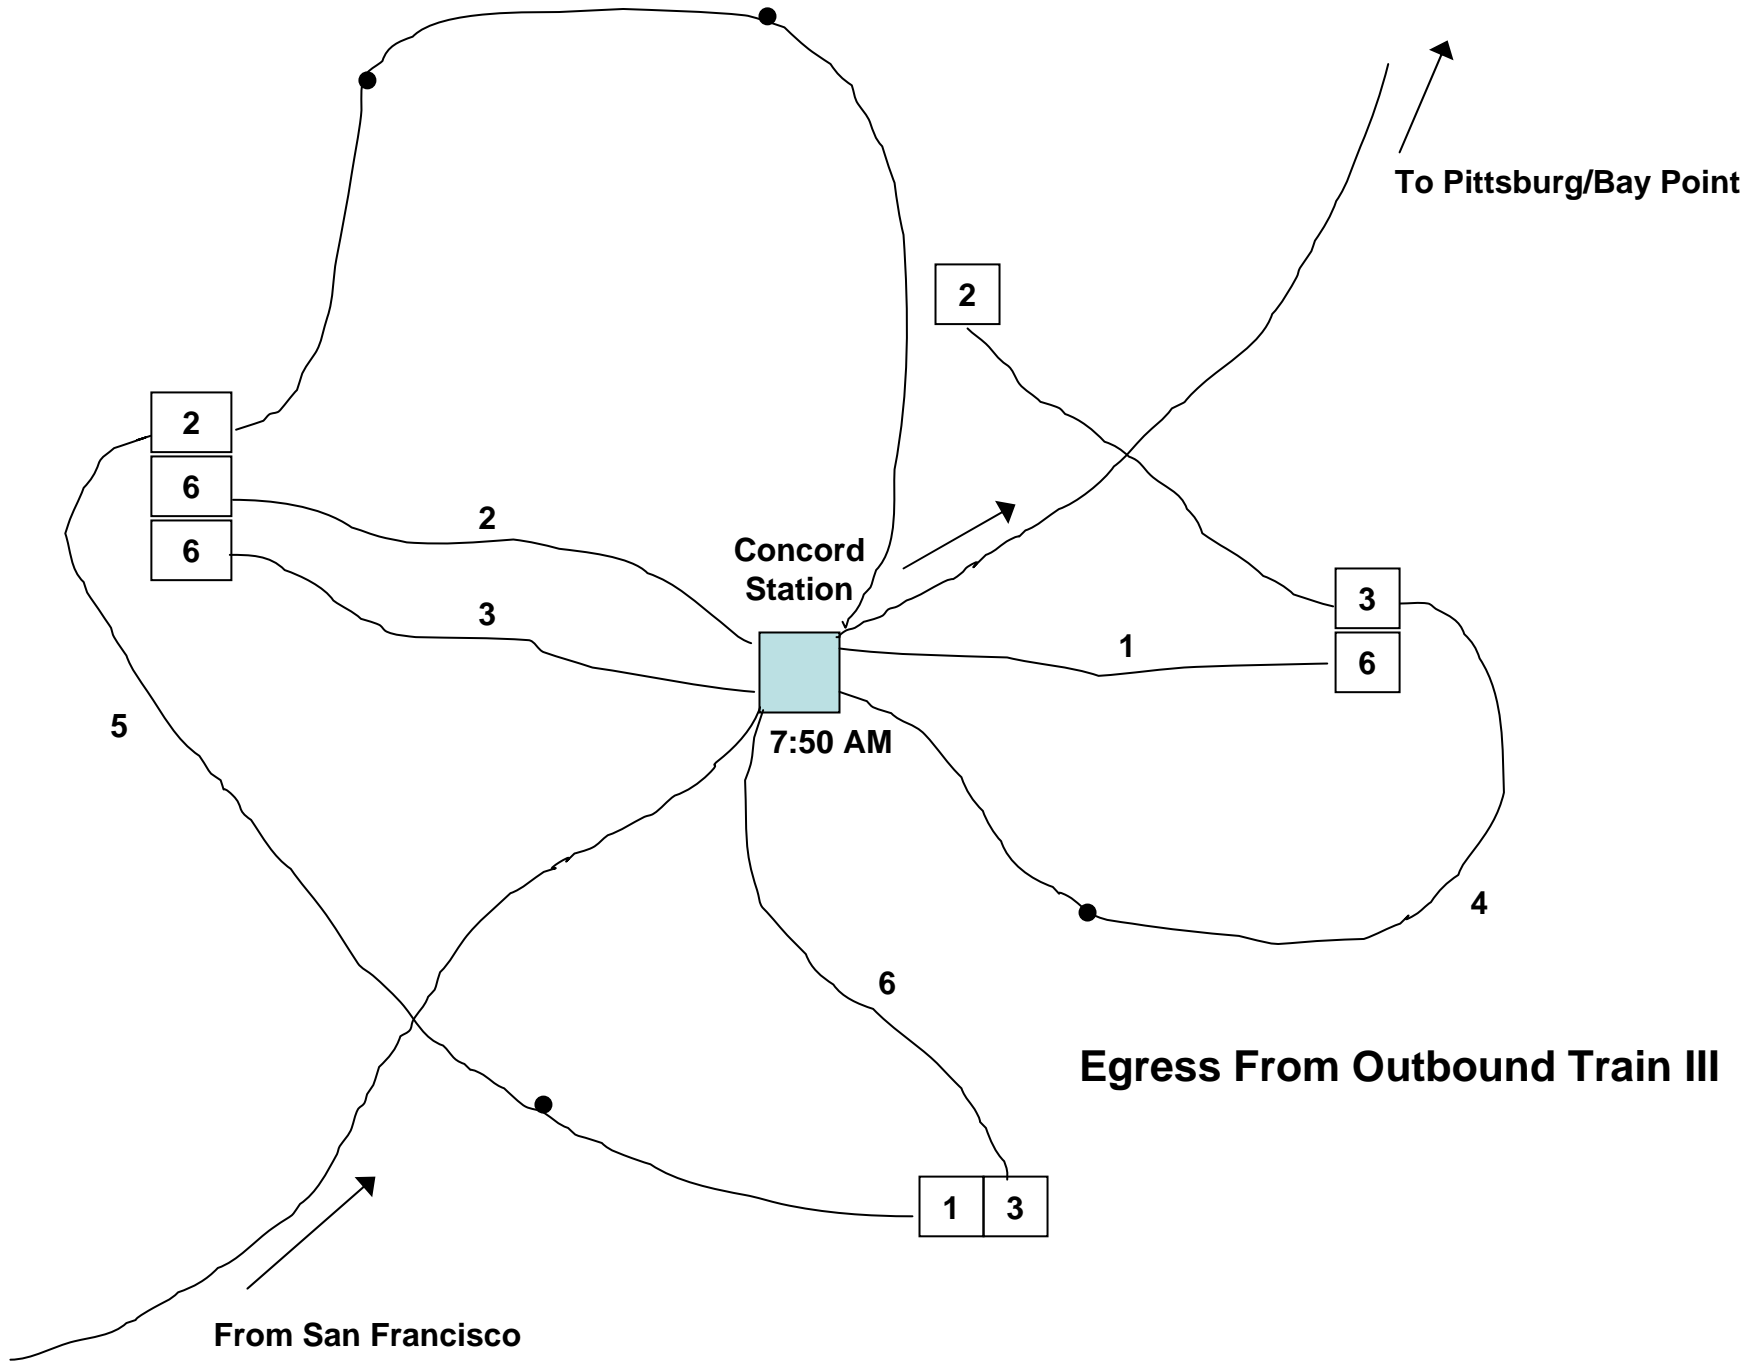 To Pittsburg/Bay Point
2
2
6
2
6
3
Concord
Station
3
1
6
5
7:50 AM
4
6
Egress From Outbound Train III
1 3
From San Francisco